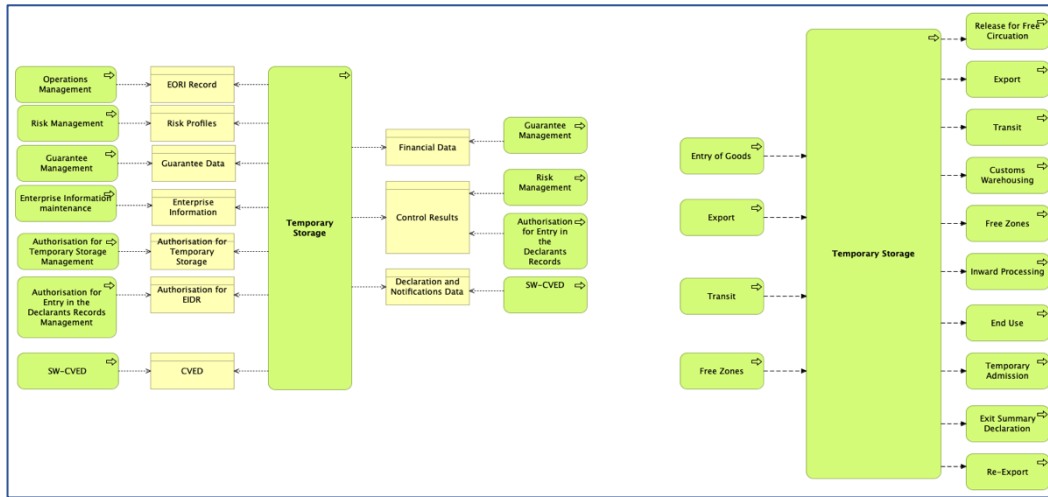 Operations
Management
EORI Record
Risk Management
Risk Profiles
Guarantee
Management
Guarantee Data
Enterprise Information
maintenance
Enterprise
Information
Authorisation for
Temporary Storage
Management
Authorisation for
Temporary
Storage
Authorisation for
Entry in the
Declarants Records
Management
Authorisation for
EIDR
SW-CVED
CVED
Temporary
Storage
Financial Data
Guarantee
Management
Control Results
Risk
Management
Authorisation
for Entry in
the
Declarants
Records
Declaration and
Notifications Data
SW-CVED
Entry of Goods
Export
Transit
Free Zones
Temporary Storage
Release for Free
Circuation
Export
Transit
Customs
Warehousing
Free Zones
Inward Processing
End Use
Temporary
Admission
Exit Summary
Declaration
Re-Export